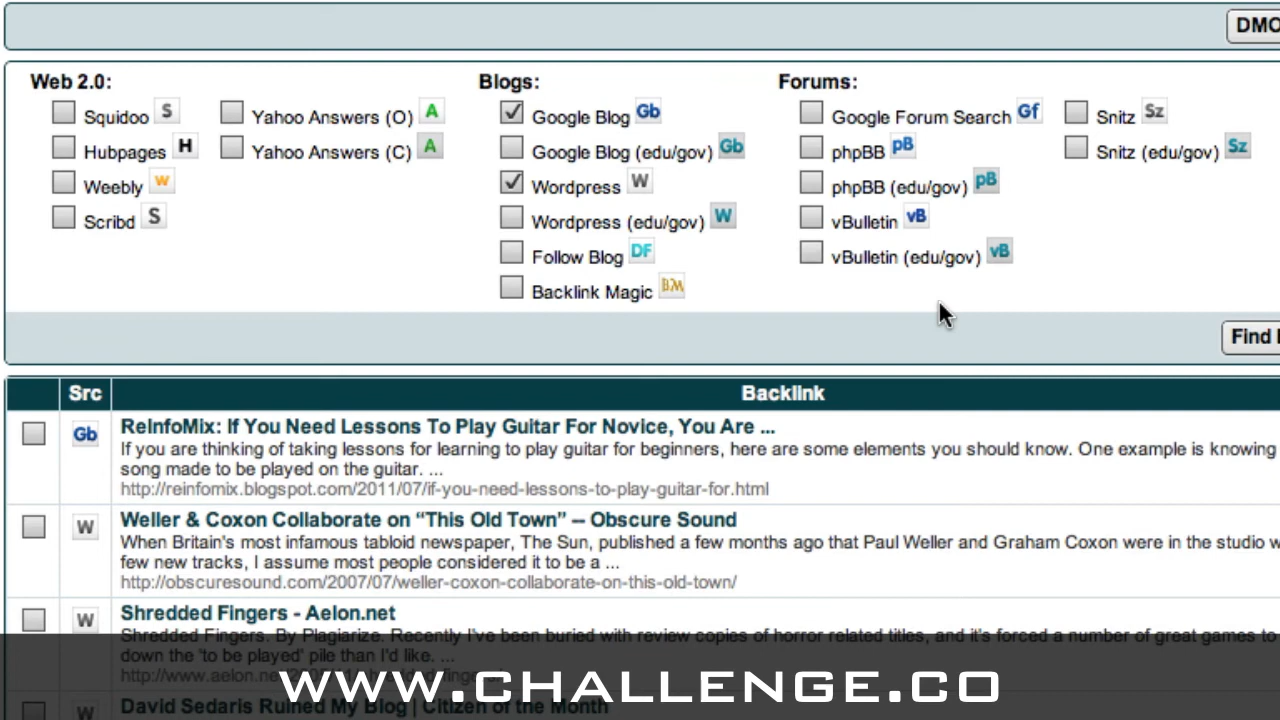 DMO
Web 2.0: Blogs: Forums:
Squidoo S Yahoo Answers (O) A Google Blog Gb Google Forum Search Gf Snitz Sz
Hubpages H Yahoo Answers (C) A Google Blog (edu/gov) Gb phpBB pB Snitz (edu/gov) Sz
Weebly w Wordpress W phpBB (edu/gov) pB
Scribd S Wordpress (edu/gov) W vBulletin vB
Follow Blog DF vBulletin (edu/gov) vB
Backlink Magic BM
Find
Src Backlink
Gb ReInfoMix: If You Need Lessons To Play Guitar For Novice, You Are ...
If you are thinking of taking lessons for learning to play guitar for beginners, here are some elements you should know. One example is knowing
song made to be played on the guitar. ...
http://reinfomix.blogspot.com/2011/07/if-you-need-lessons-to-play-guitar-for.html
W Weller & Coxon Collaborate on “This Old Town” – Obscure Sound
When Britain's most infamous tabloid newspaper, The Sun, published a few months ago that Paul Weller and Graham Coxon were in the studio w
few new tracks, I assume most people considered it to be a ...
http://obscuresound.com/2007/07/weller-coxon-collaborate-on-this-old-town/
W Shredded Fingers - Aelon.net
Shredded Fingers. By Plagiarize. Recently I've been buried with review copies of horror related titles, and it's forced a number of great games to
down the 'to be played' pile than I'd like. ...
WWW.CHALLENGE.CO
W David Sedaris Ruined My Blog | Citizen of the Month